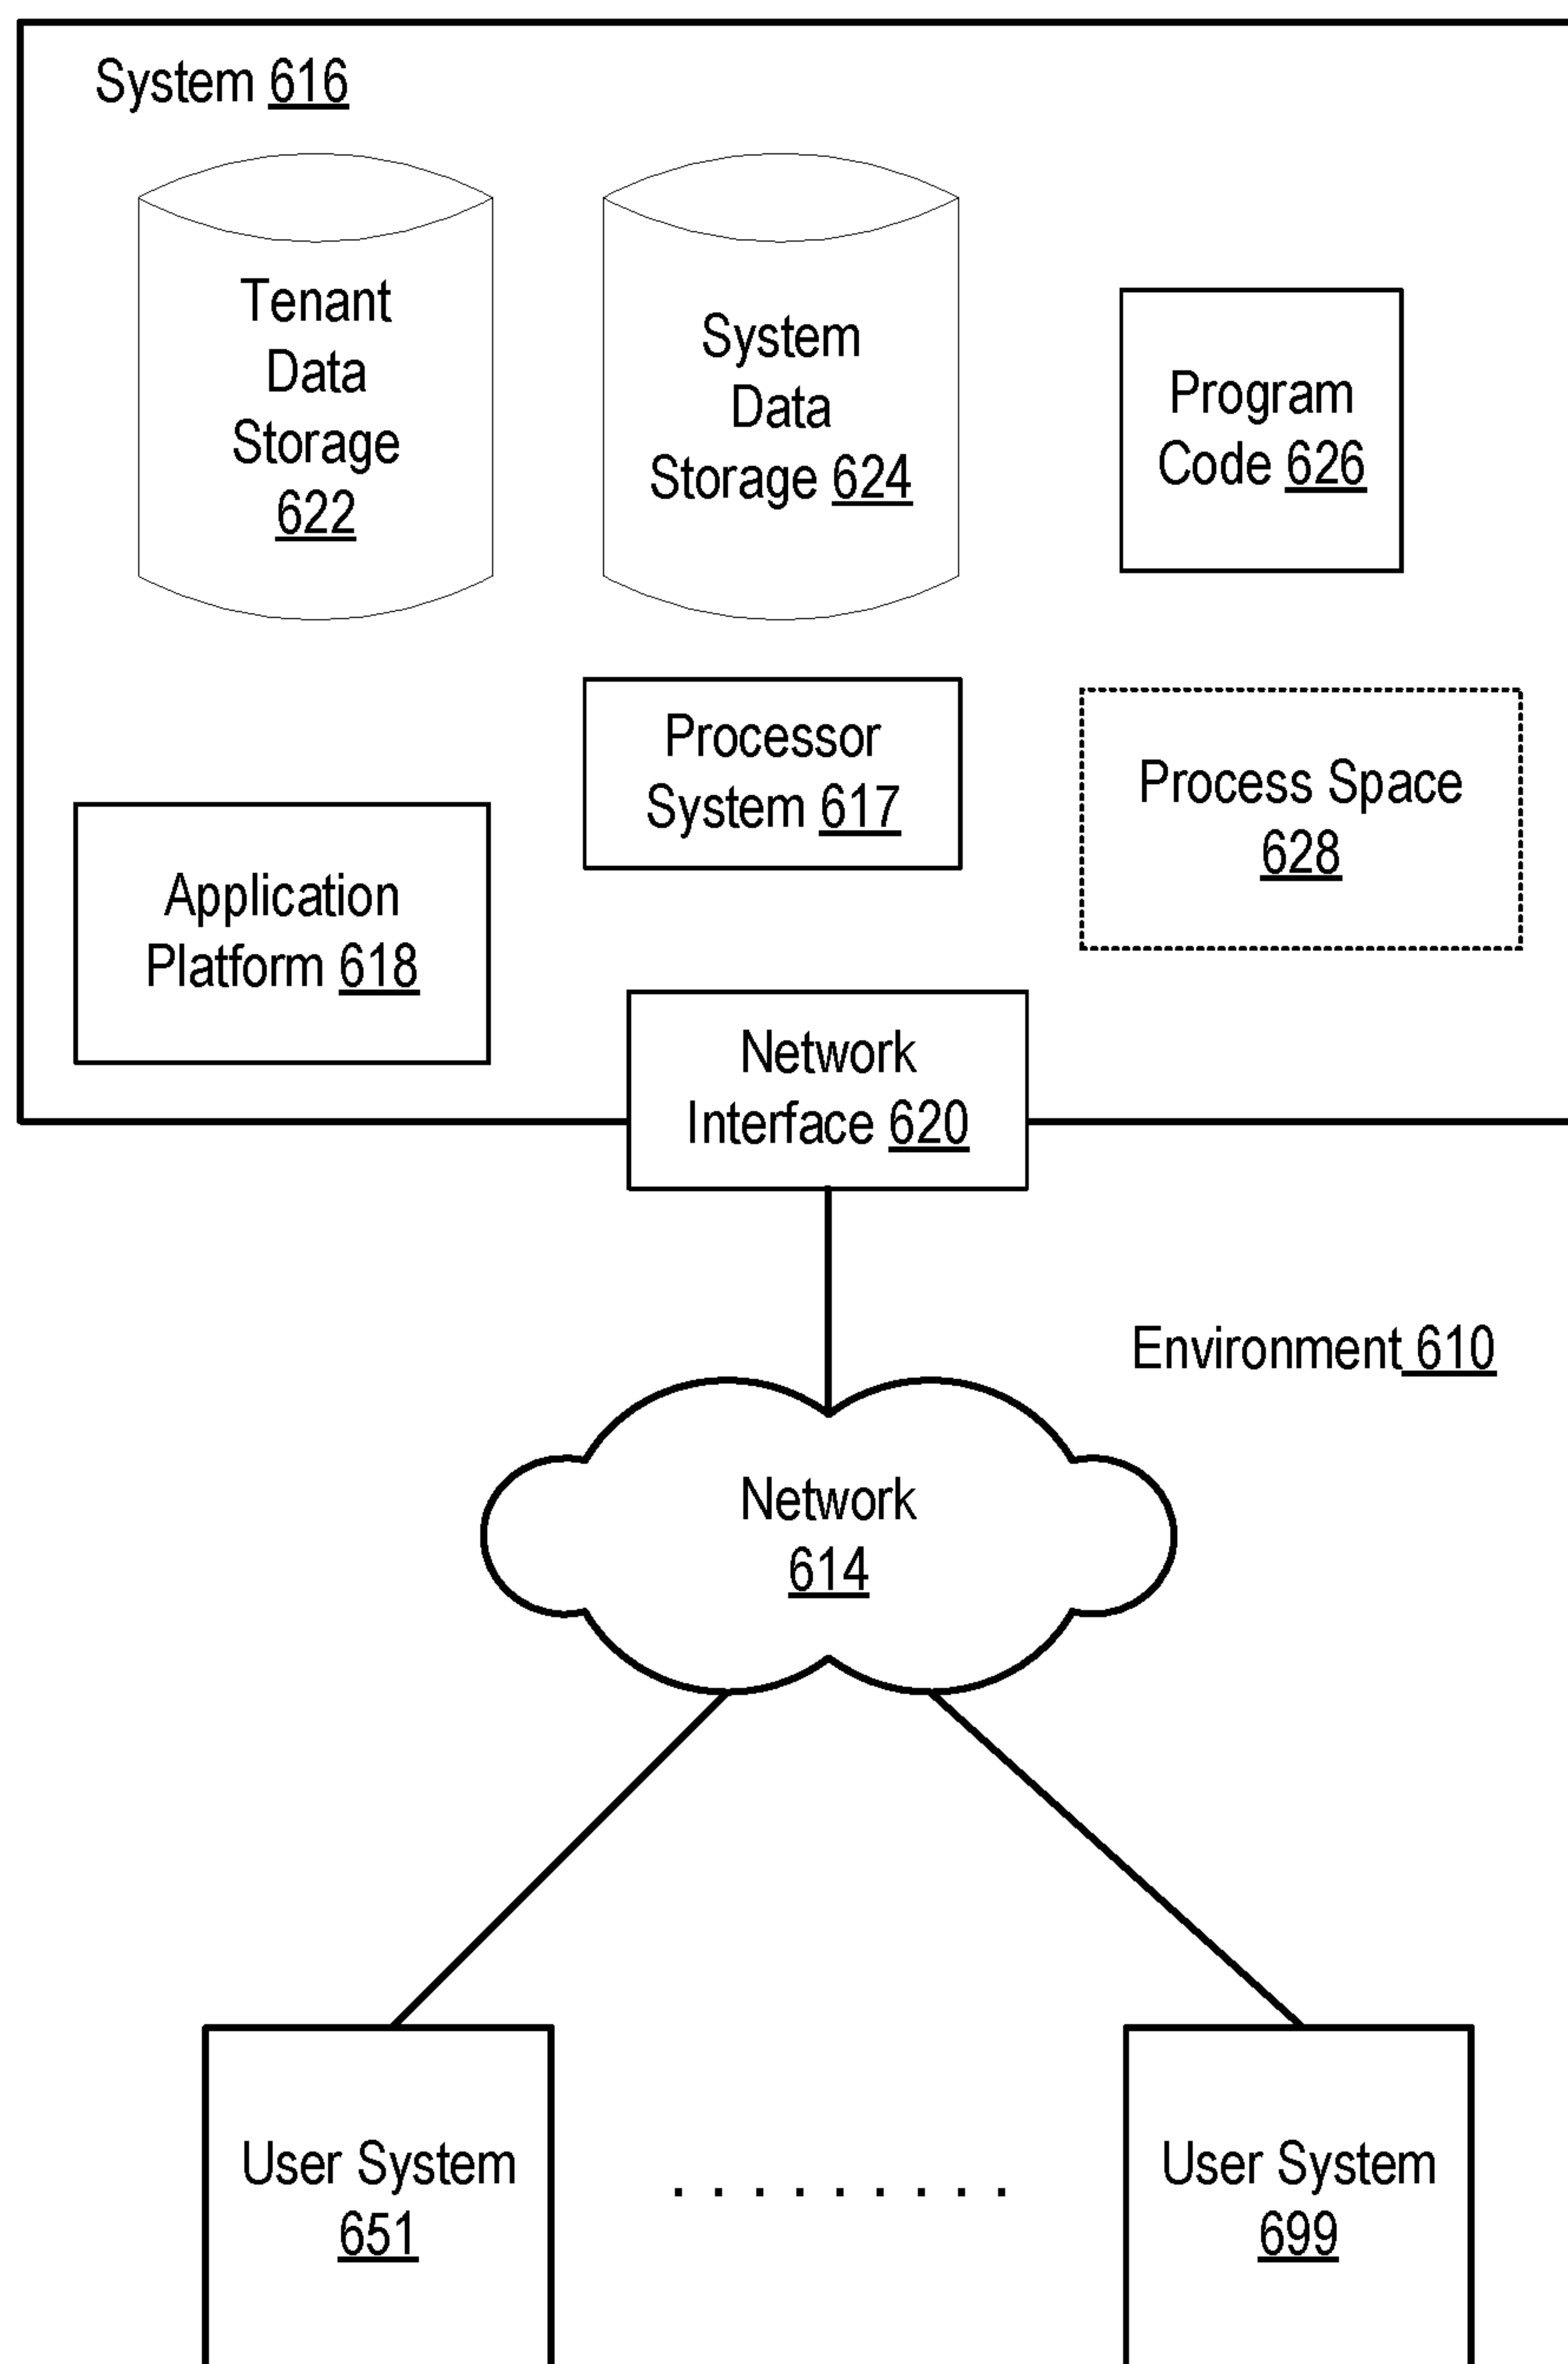 System 616
Tenant
Data
Storage
622
System
Data
Storage 624
Program
Code 626
Processor
System 617
Process Space
628
Application
Platform 618
Network
Interface 620
Environment 610
Network
614
User System
651
. . . . . . . . .
User System
699